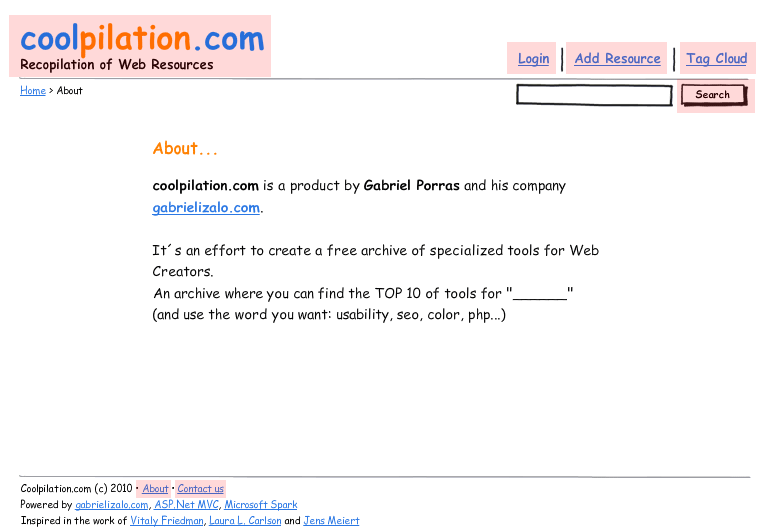 coolpilation.com
Recopilation of Web Resources
Login | Add Resource | Tag Cloud
Home > About
Search
About...
coolpilation.com is a product by Gabriel Porras and his company
gabrielizalo.com.
It´s an effort to create a free archive of specialized tools for Web
Creators.
An archive where you can find the TOP 10 of tools for "______"
(and use the word you want: usability, seo, color, php...)
Coolpilation.com (c) 2010 • About • Contact us
Powered by gabrielizalo.com, ASP.Net MVC, Microsoft Spark
Inspired in the work of Vitaly Friedman, Laura L. Carlson and Jens Meiert